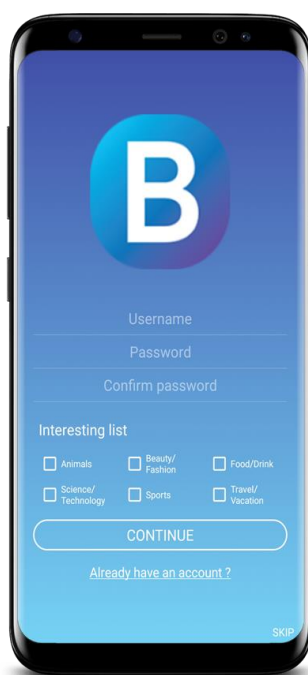 B
Username
Password
Confirm password
Interesting list
Animals
Beauty/
Fashion
Food/Drink
Science/
Technology
Sports
Travel/
Vacation
CONTINUE
Already have an account ?
SKIP